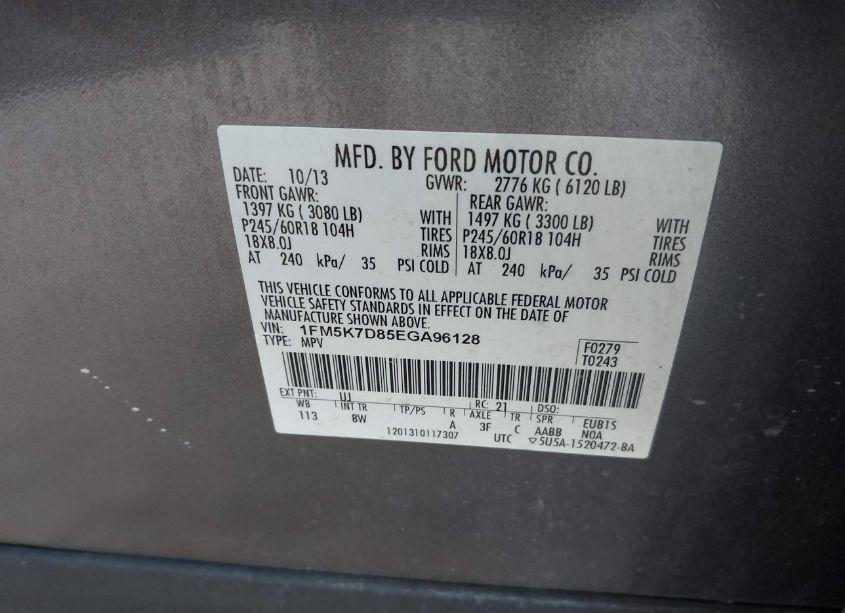 MFD. BY FORD MOTOR CO.
DATE: 10/13 GVWR: 2776 KG ( 6120 LB)
FRONT GAWR: REAR GAWR:
1397 KG ( 3080 LB) WITH 1497 KG ( 3300 LB) WITH
P245/60R18 104H TIRES P245/60R18 104H TIRES
18X8.0J RIMS 18X8.0J RIMS
AT 240 kPa/ 35 PSI COLD AT 240 kPa/ 35 PSI COLD
THIS VEHICLE CONFORMS TO ALL APPLICABLE FEDERAL MOTOR
VEHICLE SAFETY STANDARDS IN EFFECT ON THE DATE OF
MANUFACTURE SHOWN ABOVE.
VIN: 1FM5K7D85EGA96128
TYPE: MPV
F0279
T0243
EXT PNT: UJ RC: 21 DSO:
WB INT TR TP/PS R AXLE TR SPR EUB1S
113 8W A 3F C AABB N0A
1201310117307 UTC ▽5U5A-1520472-BA